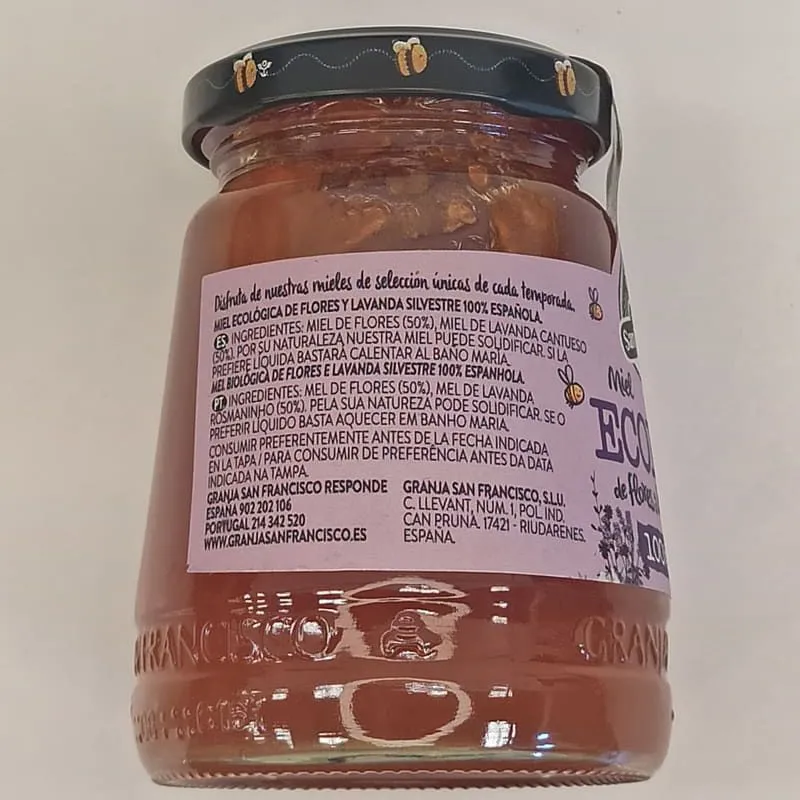 Disfruta de nuestras mieles de selección únicas de cada temporada.
MIEL ECOLÓGICA DE FLORES Y LAVANDA SILVESTRE 100% ESPAÑOLA.
ES INGREDIENTES: MIEL DE FLORES (50%), MIEL DE LAVANDA CANTUESO
(50%). POR SU NATURALEZA NUESTRA MIEL PUEDE SOLIDIFICAR. SI LA
PREFIERE LÍQUIDA BASTARÁ CALENTAR AL BAÑO MARÍA.
MEL BIOLÓGICA DE FLORES E LAVANDA SILVESTRE 100% ESPANHOLA.
PT INGREDIENTES: MEL DE FLORES (50%), MEL DE LAVANDA
ROSMANINHO (50%). PELA SUA NATUREZA PODE SOLIDIFICAR. SE O
PREFERIR LÍQUIDO BASTA AQUECER EM BANHO MARIA.
CONSUMIR PREFERENTEMENTE ANTES DE LA FECHA INDICADA
EN LA TAPA / PARA CONSUMIR DE PREFERÊNCIA ANTES DA DATA
INDICADA NA TAMPA.
GRANJA SAN FRANCISCO RESPONDE
ESPAÑA 902 202 106
PORTUGAL 214 342 520
WWW.GRANJASANFRANCISCO.ES
GRANJA SAN FRANCISCO, S.L.U.
C. LLEVANT, NUM. 1, POL. IND.
CAN PRUNA. 17421 - RIUDARENES.
ESPAÑA.
Miel
ECO
de flores
100
FRANCISCO
GRAN